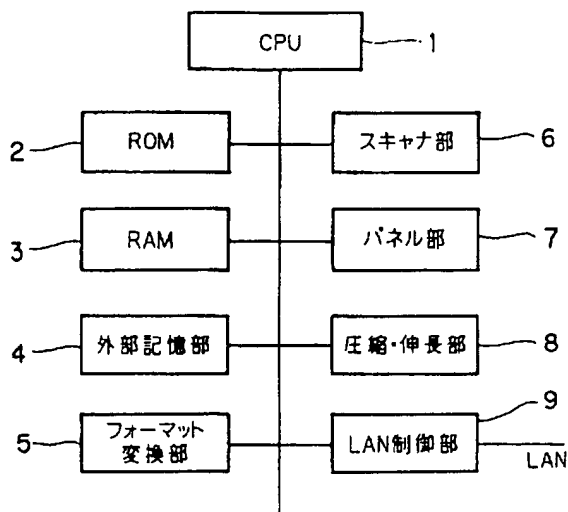 CPU
1
2
ROM
スキャナ部
6
3
RAM
パネル部
7
4
外部記憶部
圧縮・伸長部
8
5
フォーマット
変換部
LAN制御部
9
LAN